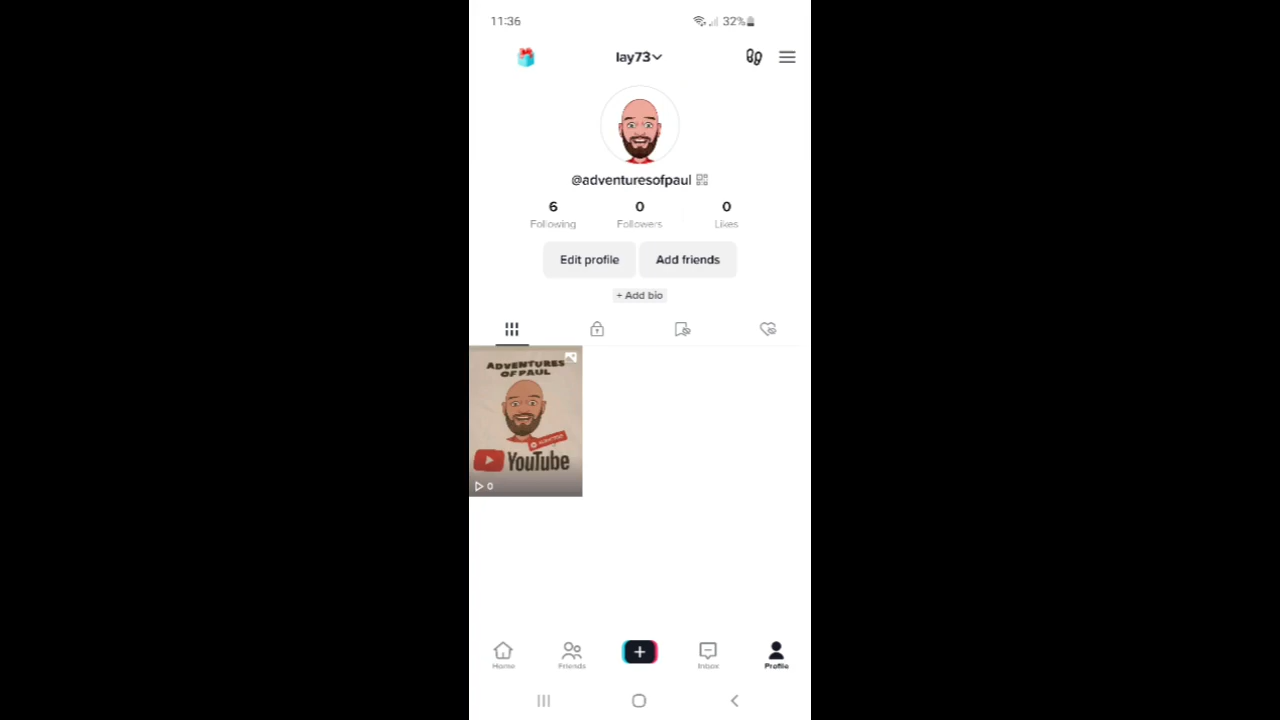 11:36 32%
lay73
@adventuresofpaul
6 0 0
Following Followers Likes
Edit profile Add friends
+ Add bio
ADVENTURES
OF PAUL
YouTube
0
Home Friends Inbox Profile